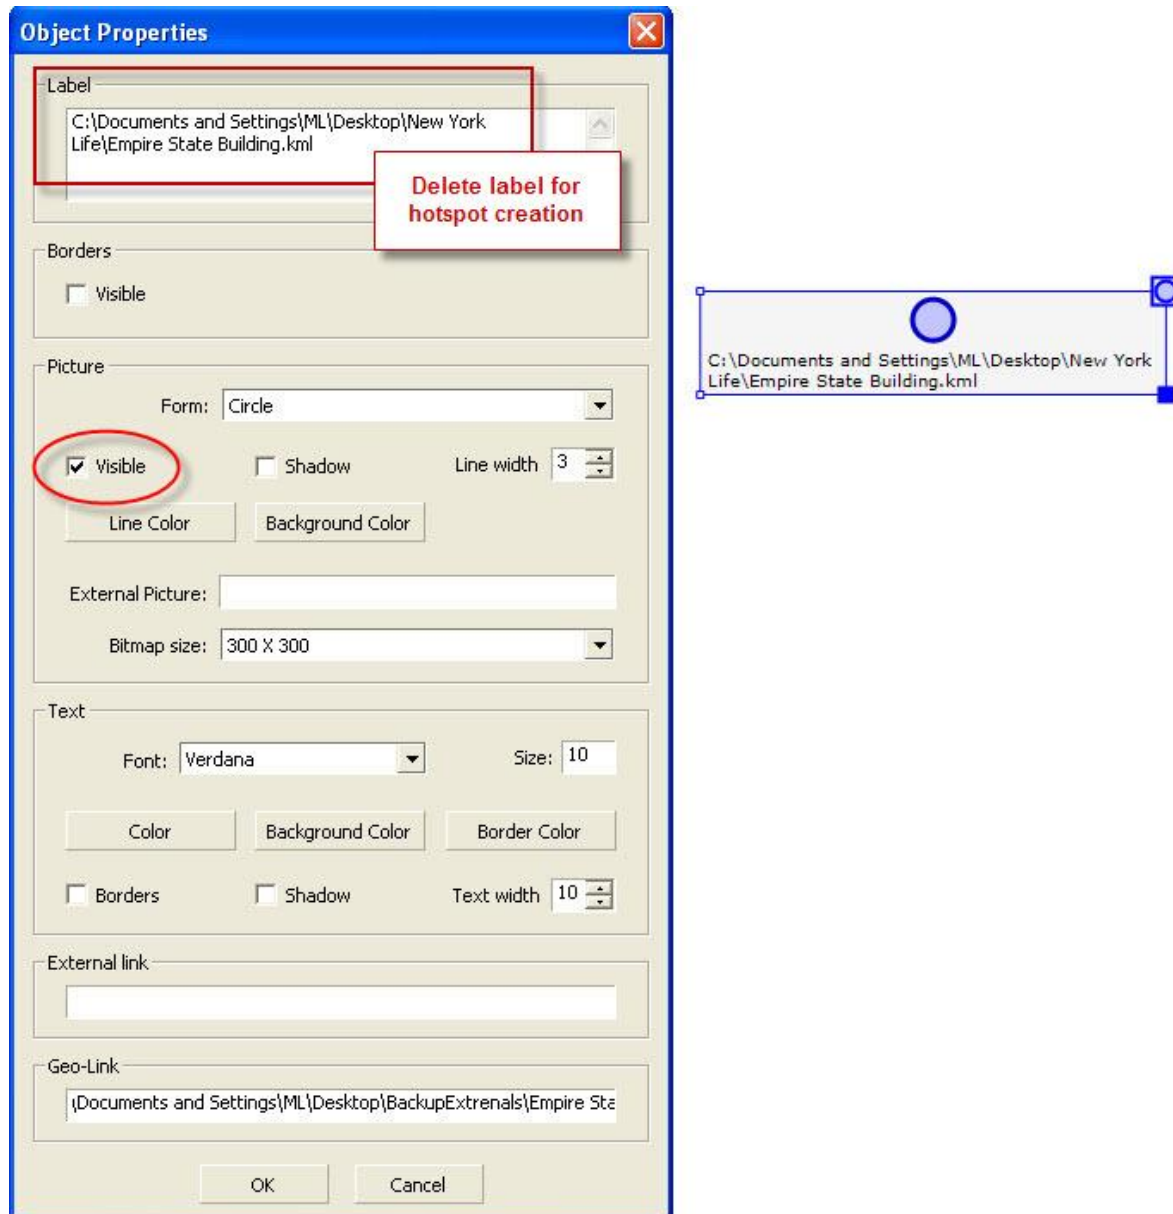 Object Properties
Label
C:\Documents and Settings\ML\Desktop\New York
Life\Empire State Building.kml
Delete label for
hotspot creation
Borders
Visible
Picture
Form: Circle
Visible Shadow Line width 3
Line Color Background Color
External Picture:
Bitmap size: 300 X 300
Text
Font: Verdana Size: 10
Color Background Color Border Color
Borders Shadow Text width 10
External link
Geo-Link
\Documents and Settings\ML\Desktop\BackupExtrenals\Empire Sta
OK Cancel
C:\Documents and Settings\ML\Desktop\New York
Life\Empire State Building.kml